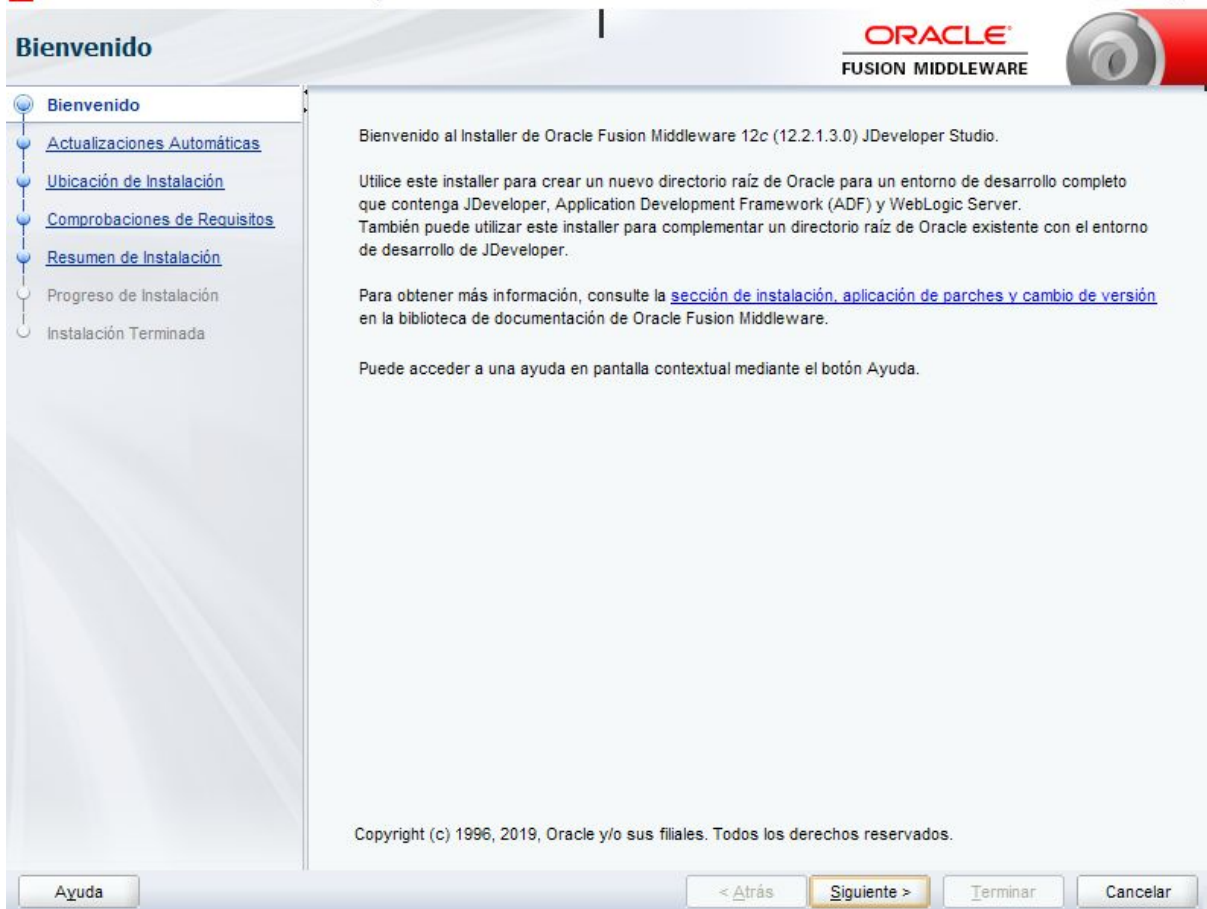 Bienvenido
ORACLE
FUSION MIDDLEWARE
Bienvenido
Actualizaciones Automáticas
Ubicación de Instalación
Comprobaciones de Requisitos
Resumen de Instalación
Progreso de Instalación
Instalación Terminada
Bienvenido al Installer de Oracle Fusion Middleware 12c (12.2.1.3.0) JDeveloper Studio.
Utilice este installer para crear un nuevo directorio raíz de Oracle para un entorno de desarrollo completo
que contenga JDeveloper, Application Development Framework (ADF) y WebLogic Server.
También puede utilizar este installer para complementar un directorio raíz de Oracle existente con el entorno
de desarrollo de JDeveloper.
Para obtener más información, consulte la sección de instalación, aplicación de parches y cambio de versión
en la biblioteca de documentación de Oracle Fusion Middleware.
Puede acceder a una ayuda en pantalla contextual mediante el botón Ayuda.
Copyright (c) 1996, 2019, Oracle y/o sus filiales. Todos los derechos reservados.
Ayuda
< Atrás
Siguiente >
Terminar
Cancelar